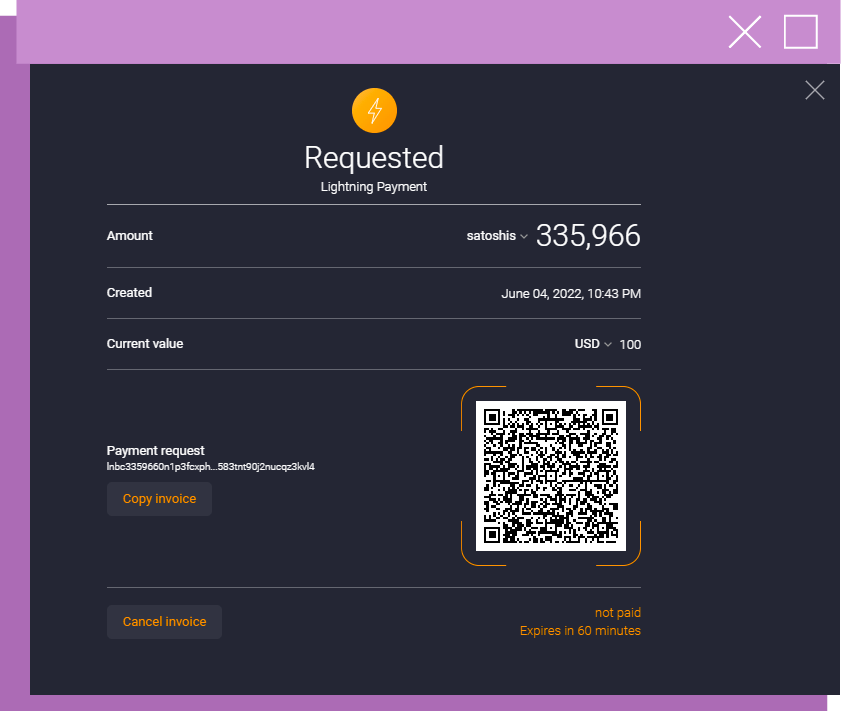 Requested
Lightning Payment
Amount satoshis 335,966
Created June 04, 2022, 10:43 PM
Current value USD 100
Payment request
lnbc3359660n1p3fcxph...583tnt90j2nucqz3kvl4
Copy invoice
Cancel invoice
not paid
Expires in 60 minutes